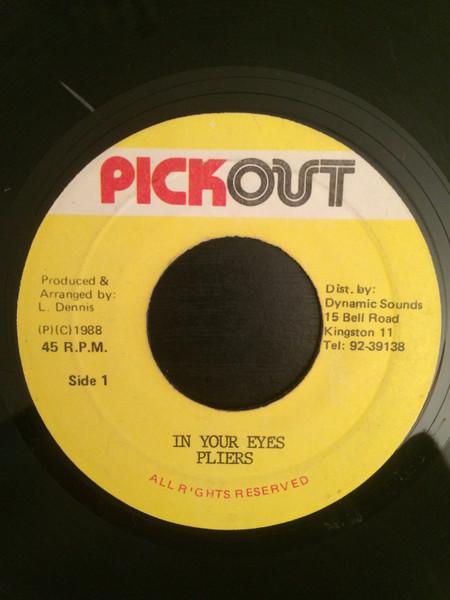 PICKOUT
Produced &
Arranged by:
L. Dennis
(P)(C)1988
45 R.P.M.
Side 1
Dist. by:
Dynamic Sounds
15 Bell Road
Kingston 11
Tel: 92-39138
IN YOUR EYES
PLIERS
ALL R'GHTS RESERVED